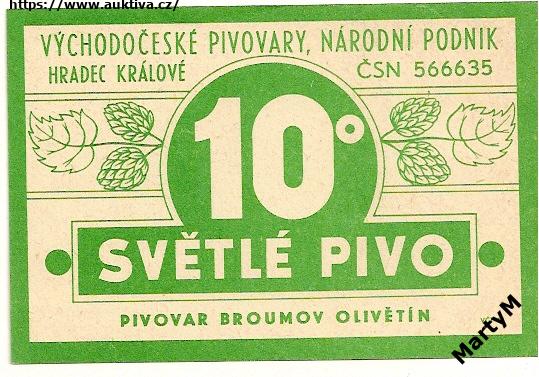 https://www.auktiva.cz/
VÝCHODOČESKÉ PIVOVARY, NÁRODNÍ PODNIK
HRADEC KRÁLOVÉ ČSN 566635
10°
SVĚTLÉ PIVO
PIVOVAR BROUMOV OLIVĚTÍN
MartyM